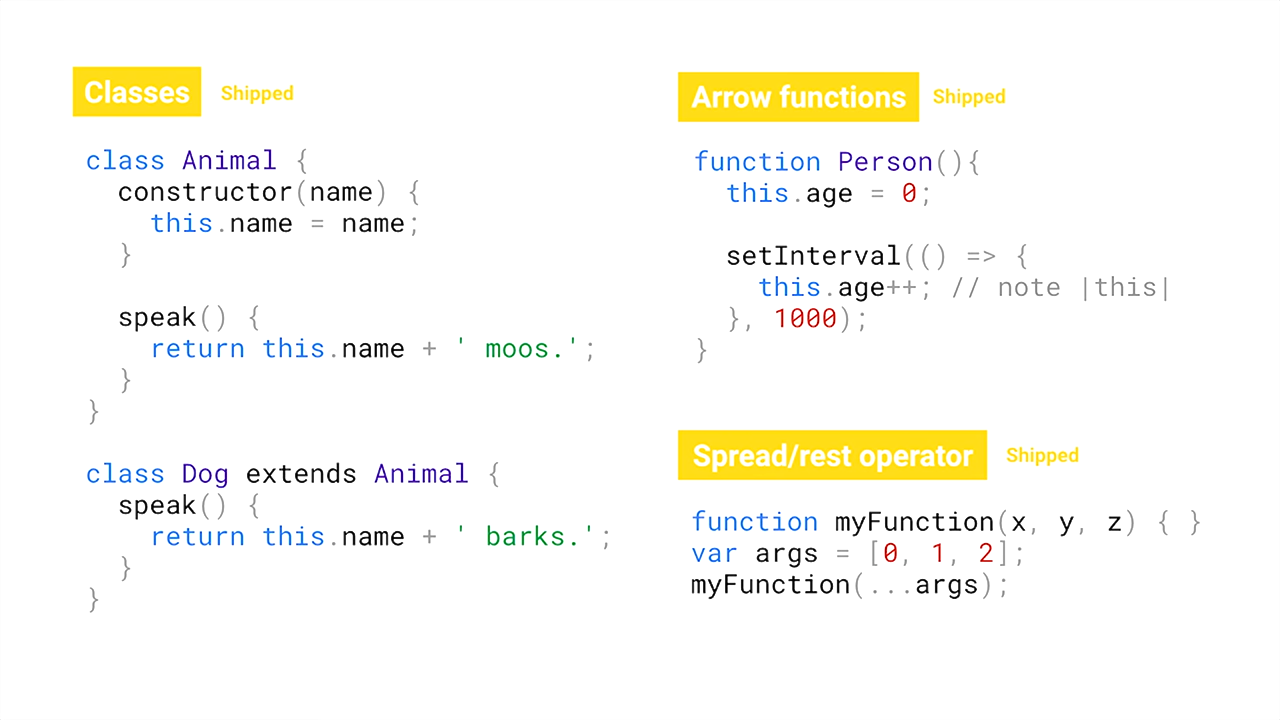 Classes Shipped
class Animal {
  constructor(name) {
    this.name = name;
  }

  speak() {
    return this.name + ' moos.';
  }
}

class Dog extends Animal {
  speak() {
    return this.name + ' barks.';
  }
}
Arrow functions Shipped
function Person(){
  this.age = 0;

  setInterval(() => {
    this.age++; // note |this|
  }, 1000);
}
Spread/rest operator Shipped
function myFunction(x, y, z) { }
var args = [0, 1, 2];
myFunction(...args);